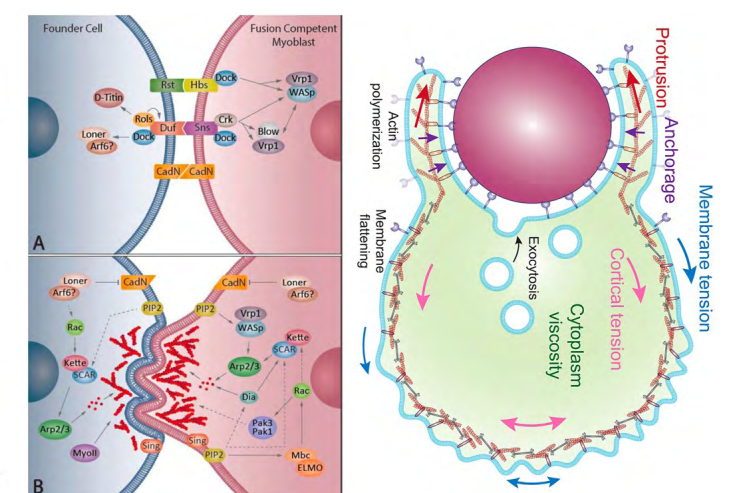 Founder Cell
Fusion Competent
Myoblast
Rst
Hbs
Dock
Vrp1
WASp
D-Titin
Rols
Duf
Sns
Crk
Dock
Dock
Loner
Arf6?
Blow
Vrp1
CadN
CadN
A
Loner
Arf6?
CadN
CadN
Loner
Arf6?
PIP2
PIP2
Vrp1
WASp
Rac
Kette
SCAR
Kette
SCAR
Arp2/3
Dia
Rac
Arp2/3
Pak3
Pak1
MyoII
Sing
Sing
PIP2
Mbc
ELMO
B
Protrusion
Actin
polymerization
Anchorage
Membrane
flattening
Exocytosis
Membrane tension
Cortical tension
Cytoplasm
viscosity